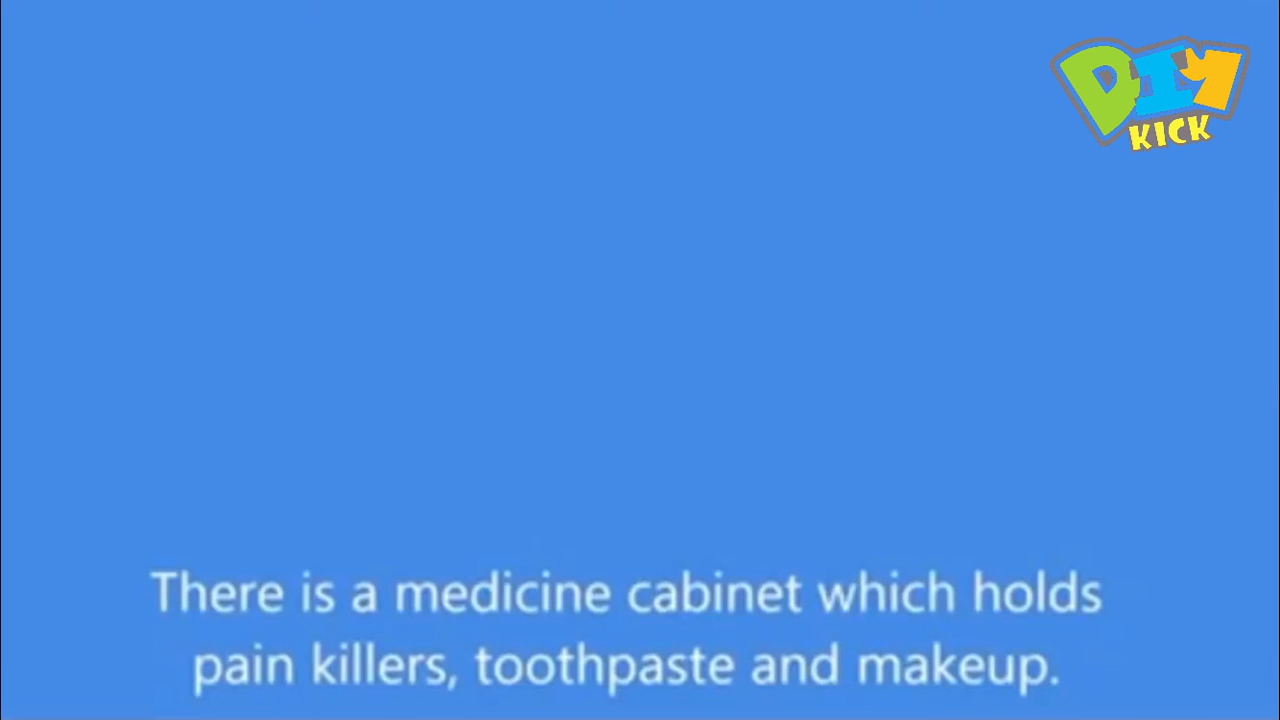 DIY
KICK
There is a medicine cabinet which holds
pain killers, toothpaste and makeup.